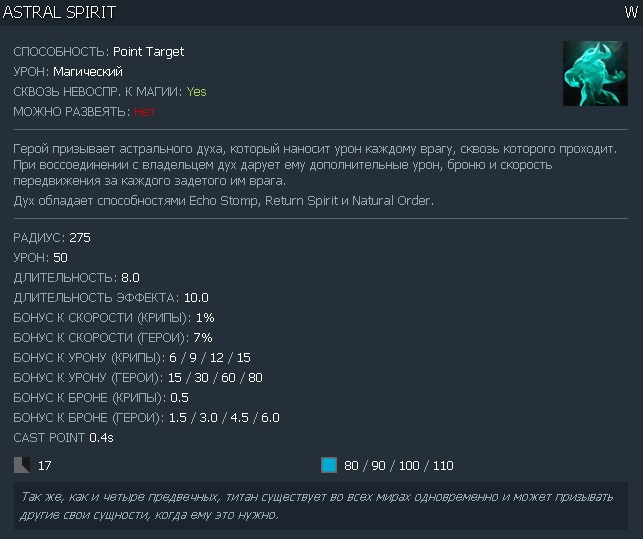 ASTRAL SPIRIT W
СПОСОБНОСТЬ: Point Target
УРОН: Магический
СКВОЗЬ НЕВОСПР. К МАГИИ: Yes
МОЖНО РАЗВЕЯТЬ: Нет
Герой призывает астрального духа, который наносит урон каждому врагу, сквозь которого проходит.
При воссоединении с владельцем дух дарует ему дополнительные урон, броню и скорость
передвижения за каждого задетого им врага.
Дух обладает способностями Echo Stomp, Return Spirit и Natural Order.
РАДИУС: 275
УРОН: 50
ДЛИТЕЛЬНОСТЬ: 8.0
ДЛИТЕЛЬНОСТЬ ЭФФЕКТА: 10.0
БОНУС К СКОРОСТИ (КРИПЫ): 1%
БОНУС К СКОРОСТИ (ГЕРОИ): 7%
БОНУС К УРОНУ (КРИПЫ): 6 / 9 / 12 / 15
БОНУС К УРОНУ (ГЕРОИ): 15 / 30 / 60 / 80
БОНУС К БРОНЕ (КРИПЫ): 0.5
БОНУС К БРОНЕ (ГЕРОИ): 1.5 / 3.0 / 4.5 / 6.0
CAST POINT 0.4s
17 80 / 90 / 100 / 110
Так же, как и четыре предвечных, титан существует во всех мирах одновременно и может призывать
другие свои сущности, когда ему это нужно.